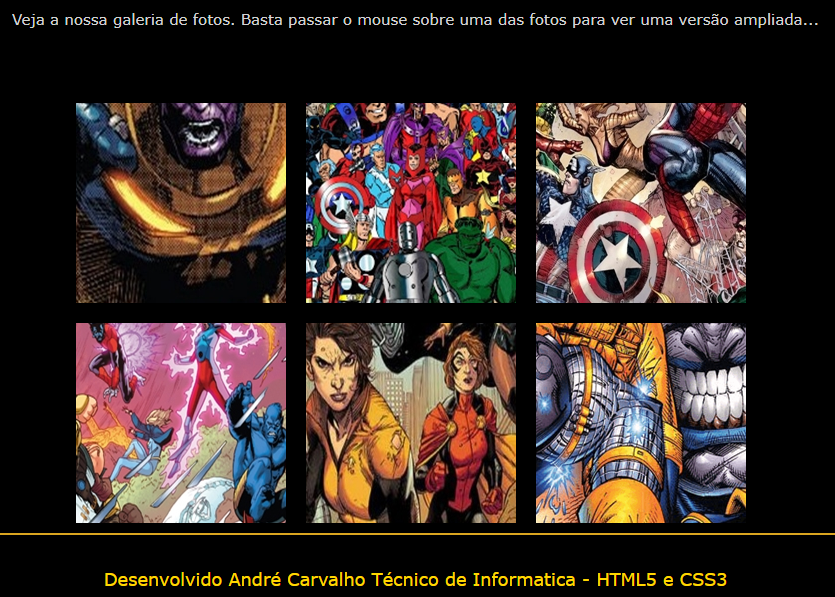 Veja a nossa galeria de fotos. Basta passar o mouse sobre uma das fotos para ver uma versão ampliada...
Desenvolvido André Carvalho Técnico de Informatica - HTML5 e CSS3